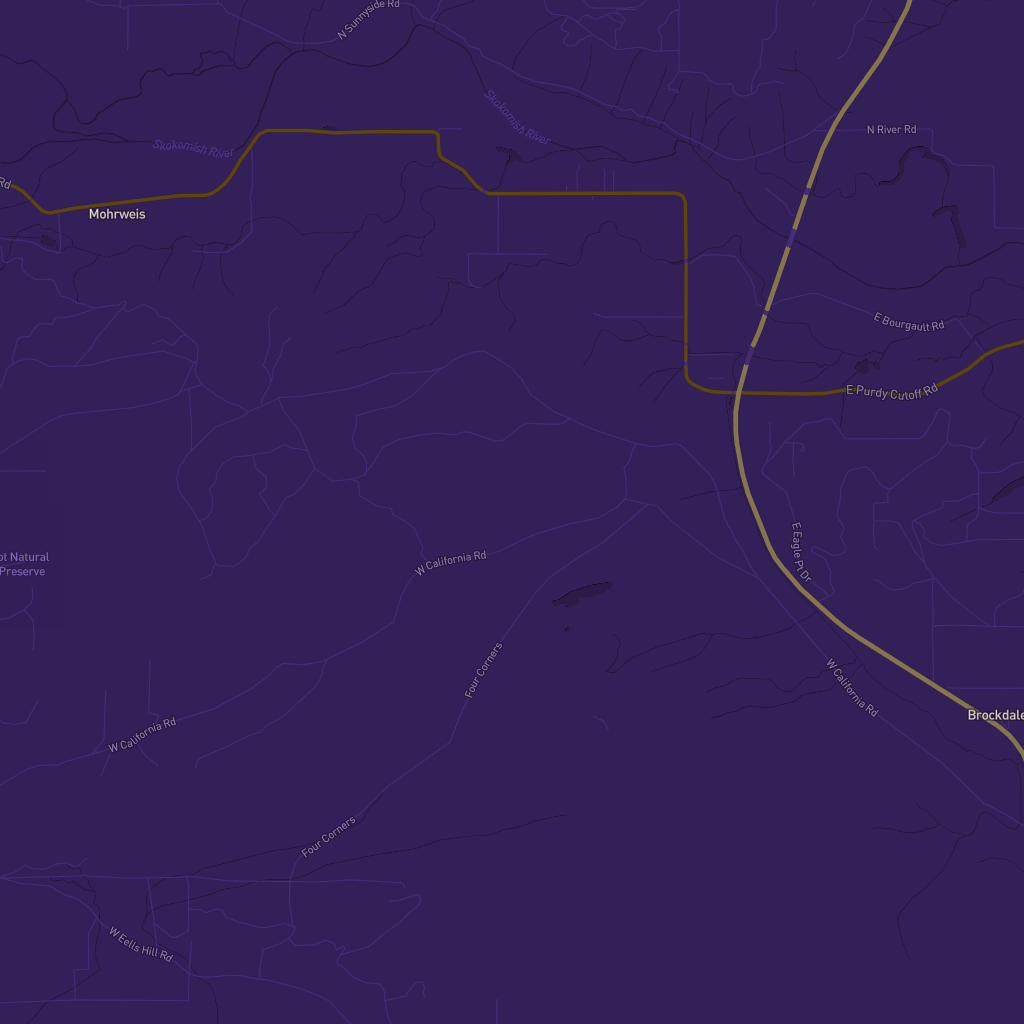 N Sunnyside Rd
Skokomish River
N River Rd
Skokomish River
Rd
Mohrweis
E Bourgault Rd
E Purdy Cutoff Rd
E Eagle Pt Dr
ot Natural
Preserve
W California Rd
Four Corners
W California Rd
Brockdale
W California Rd
Four Corners
W Eells Hill Rd